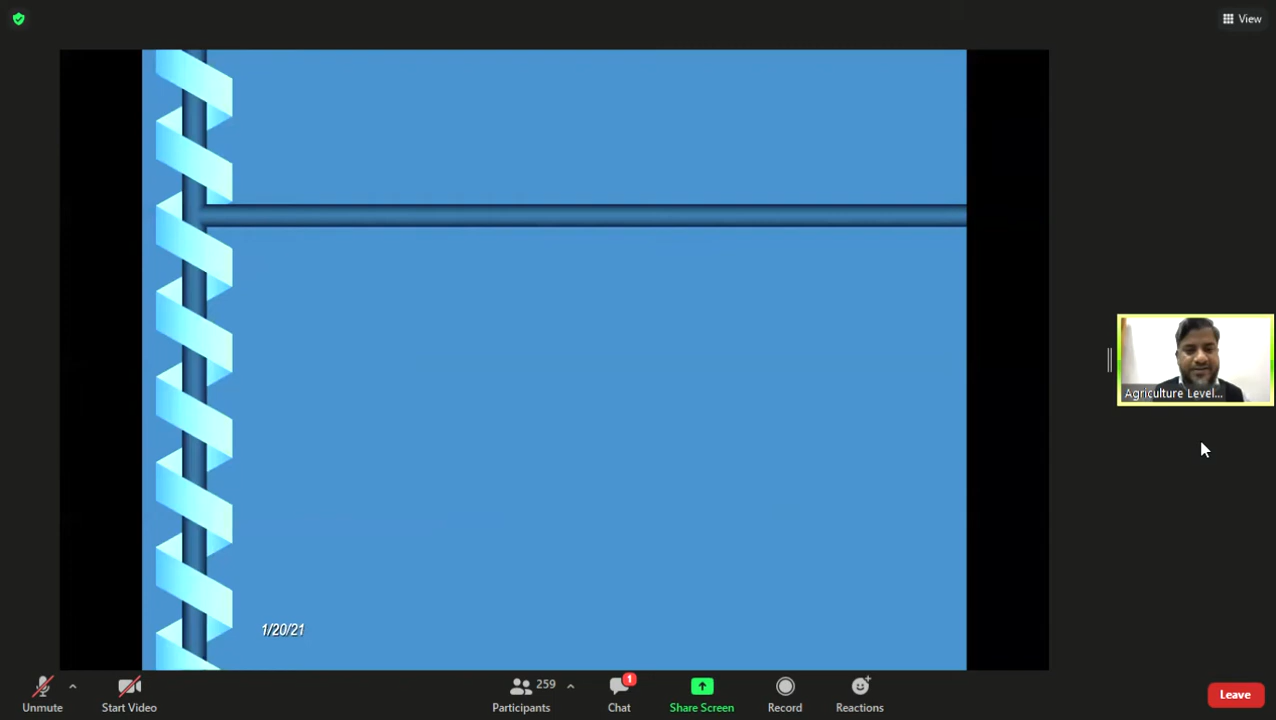 View
Agriculture Level...
1/20/21
Unmute
Start Video
259
Participants
1
Chat
Share Screen
Record
Reactions
Leave